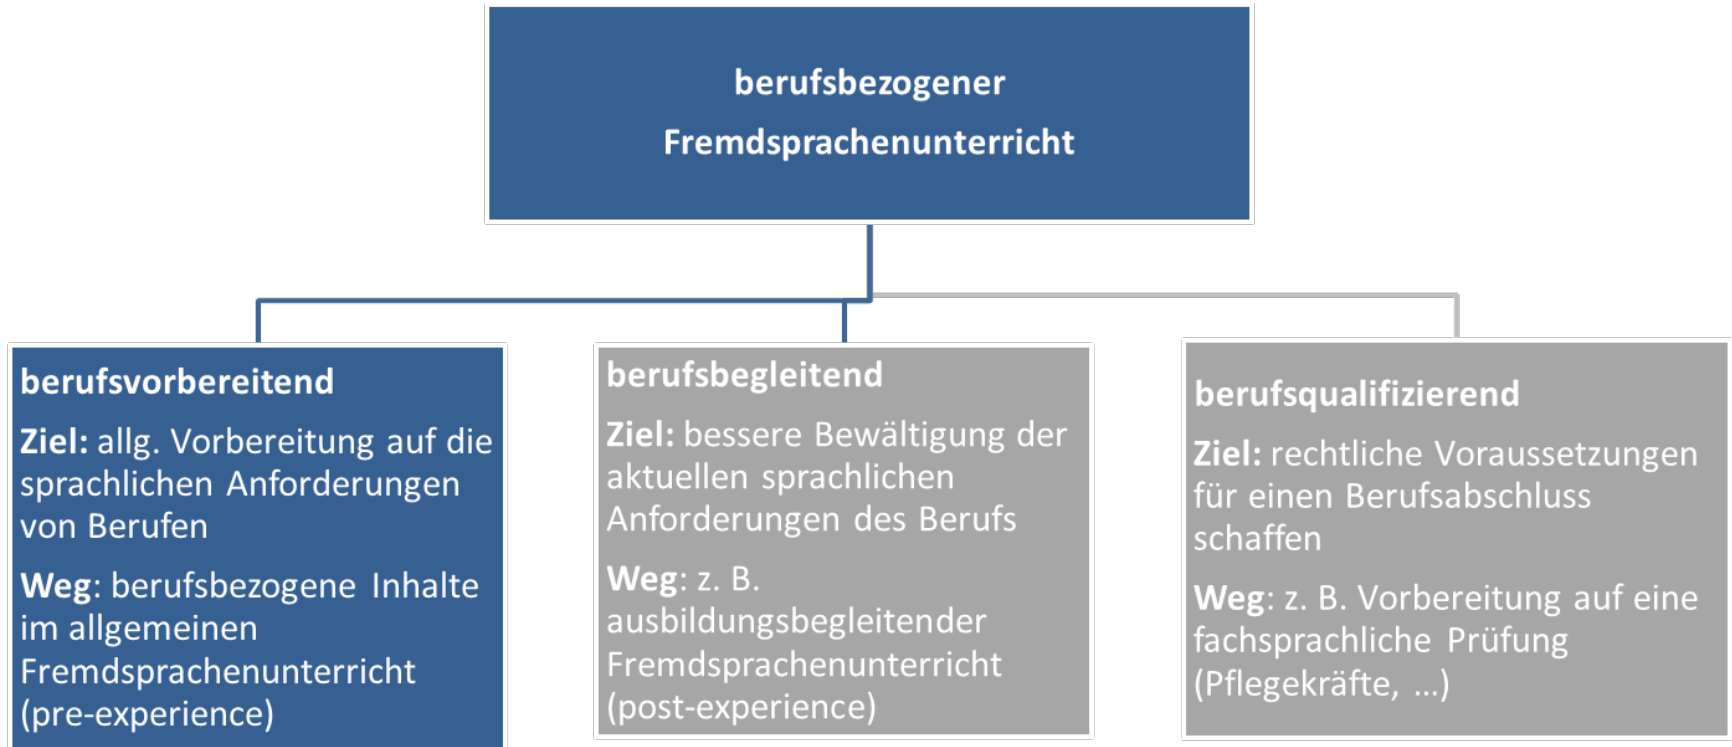 berufsbezogener
Fremdsprachenunterricht
berufsvorbereitend
Ziel: allg. Vorbereitung auf die
sprachlichen Anforderungen
von Berufen
Weg: berufsbezogene Inhalte
im allgemeinen
Fremdsprachenunterricht
(pre-experience)
berufsbegleitend
Ziel: bessere Bewältigung der
aktuellen sprachlichen
Anforderungen des Berufs
Weg: z. B.
ausbildungsbegleitender
Fremdsprachenunterricht
(post-experience)
berufsqualifizierend
Ziel: rechtliche Voraussetzungen
für einen Berufsabschluss
schaffen
Weg: z. B. Vorbereitung auf eine
fachsprachliche Prüfung
(Pflegekräfte, ...)